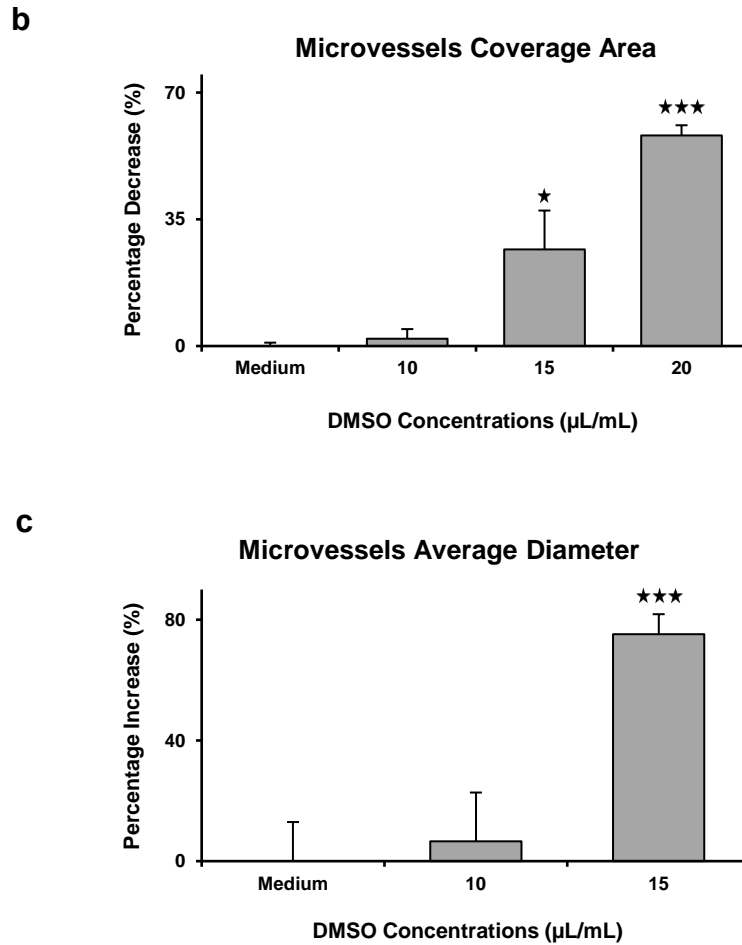 b
Microvessels Coverage Area
Percentage Decrease (%)
70
35
0
★
★★★
Medium 10 15 20
DMSO Concentrations (µL/mL)
c
Microvessels Average Diameter
Percentage Increase (%)
80
40
0
★★★
Medium 10 15
DMSO Concentrations (µL/mL)